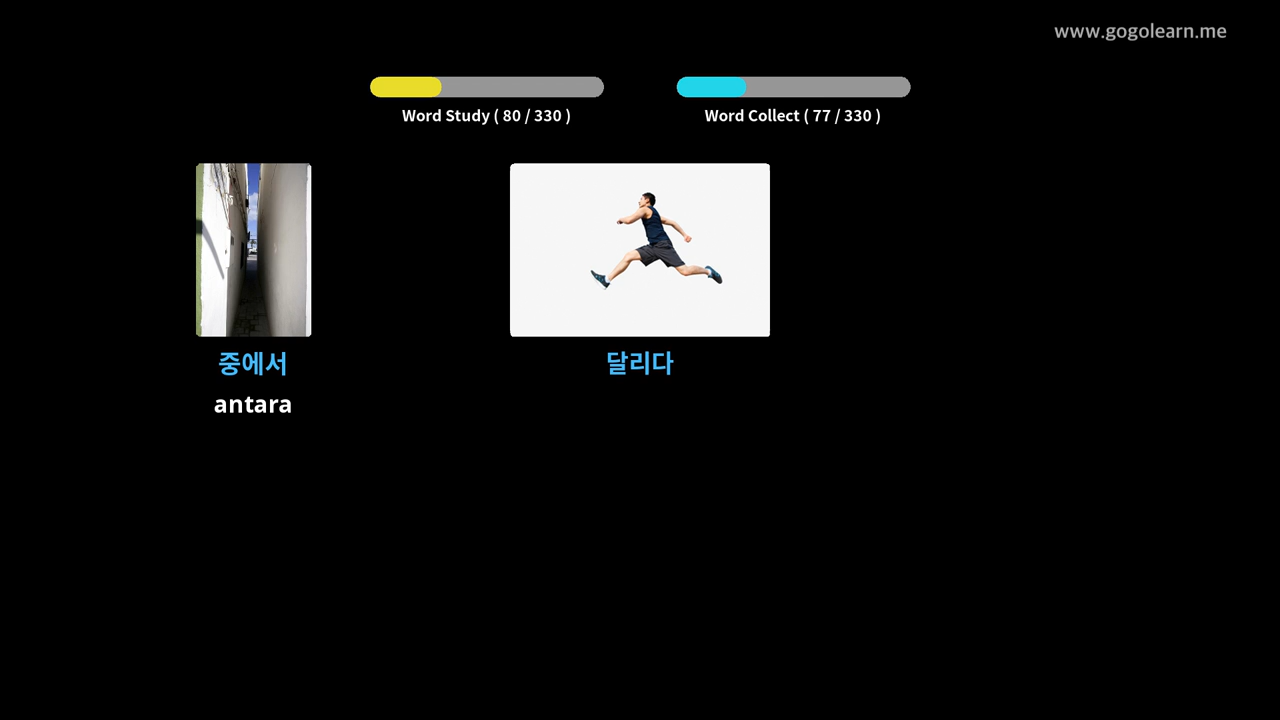 www.gogolearn.me
Word Study ( 80 / 330 )
Word Collect ( 77 / 330 )
중에서
antara
달리다